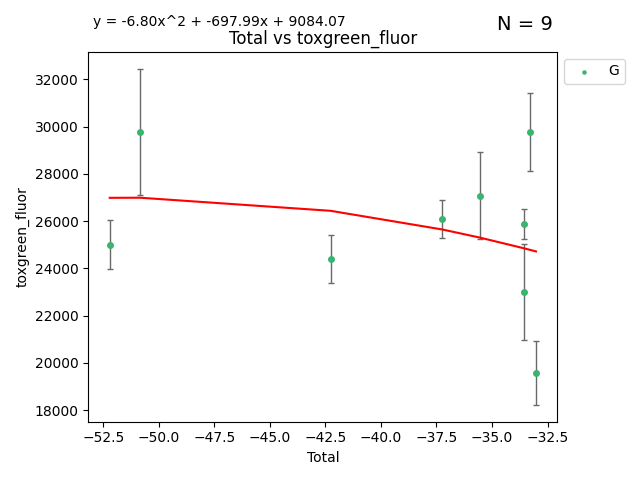 y = -6.80x^2 + -697.99x + 9084.07
N = 9
Total vs toxgreen_fluor
G
32000
30000
28000
26000
24000
22000
20000
18000
toxgreen_fluor
−52.5 −50.0 −47.5 −45.0 −42.5 −40.0 −37.5 −35.0 −32.5
Total